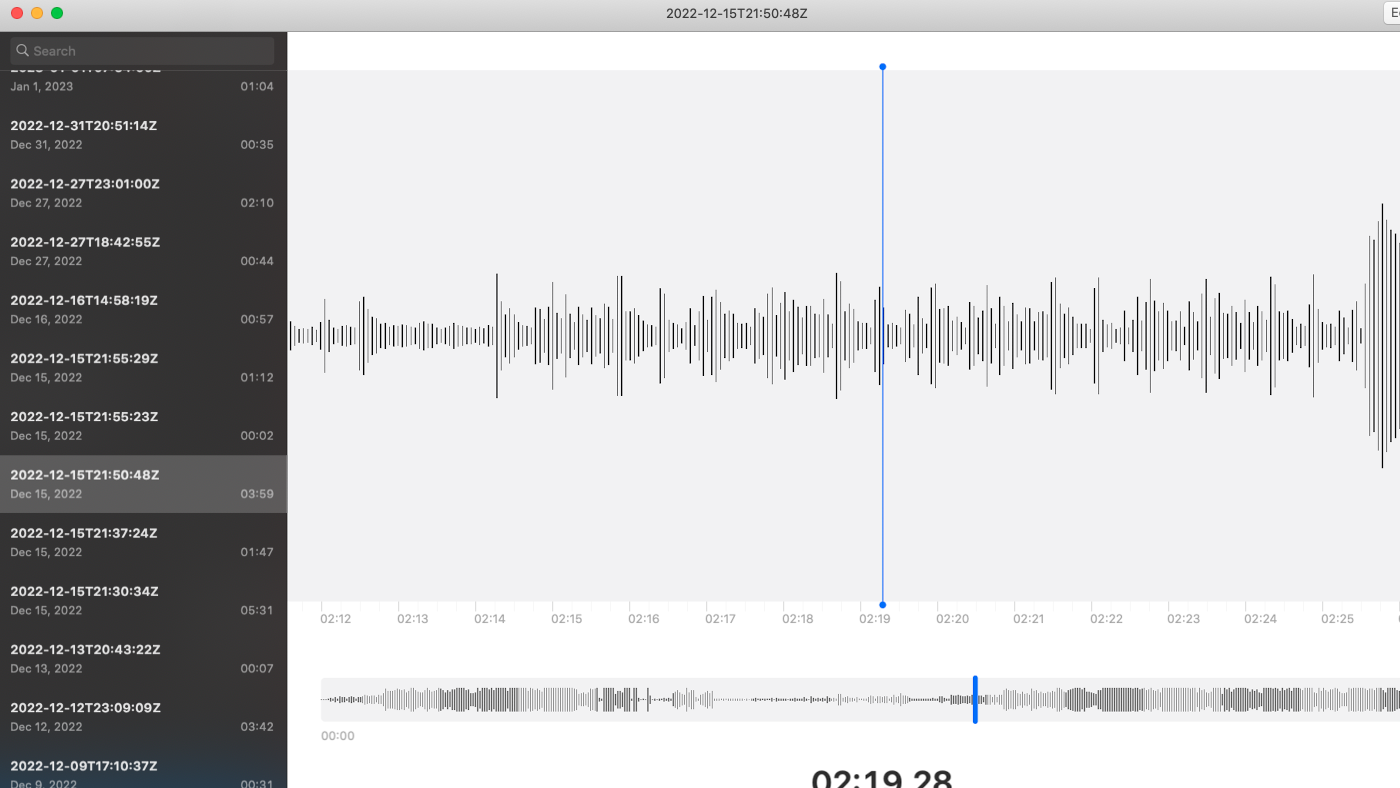 2022-12-15T21:50:48Z
Search
Jan 1, 2023 01:04
2022-12-31T20:51:14Z
Dec 31, 2022 00:35
2022-12-27T23:01:00Z
Dec 27, 2022 02:10
2022-12-27T18:42:55Z
Dec 27, 2022 00:44
2022-12-16T14:58:19Z
Dec 16, 2022 00:57
2022-12-15T21:55:29Z
Dec 15, 2022 01:12
2022-12-15T21:55:23Z
Dec 15, 2022 00:02
2022-12-15T21:50:48Z
Dec 15, 2022 03:59
2022-12-15T21:37:24Z
Dec 15, 2022 01:47
2022-12-15T21:30:34Z
Dec 15, 2022 05:31
2022-12-13T20:43:22Z
Dec 13, 2022 00:07
2022-12-12T23:09:09Z
Dec 12, 2022 03:42
2022-12-09T17:10:37Z
Dec 9, 2022 00:31
02:12 02:13 02:14 02:15 02:16 02:17 02:18 02:19 02:20 02:21 02:22 02:23 02:24 02:25
00:00
02:19.28